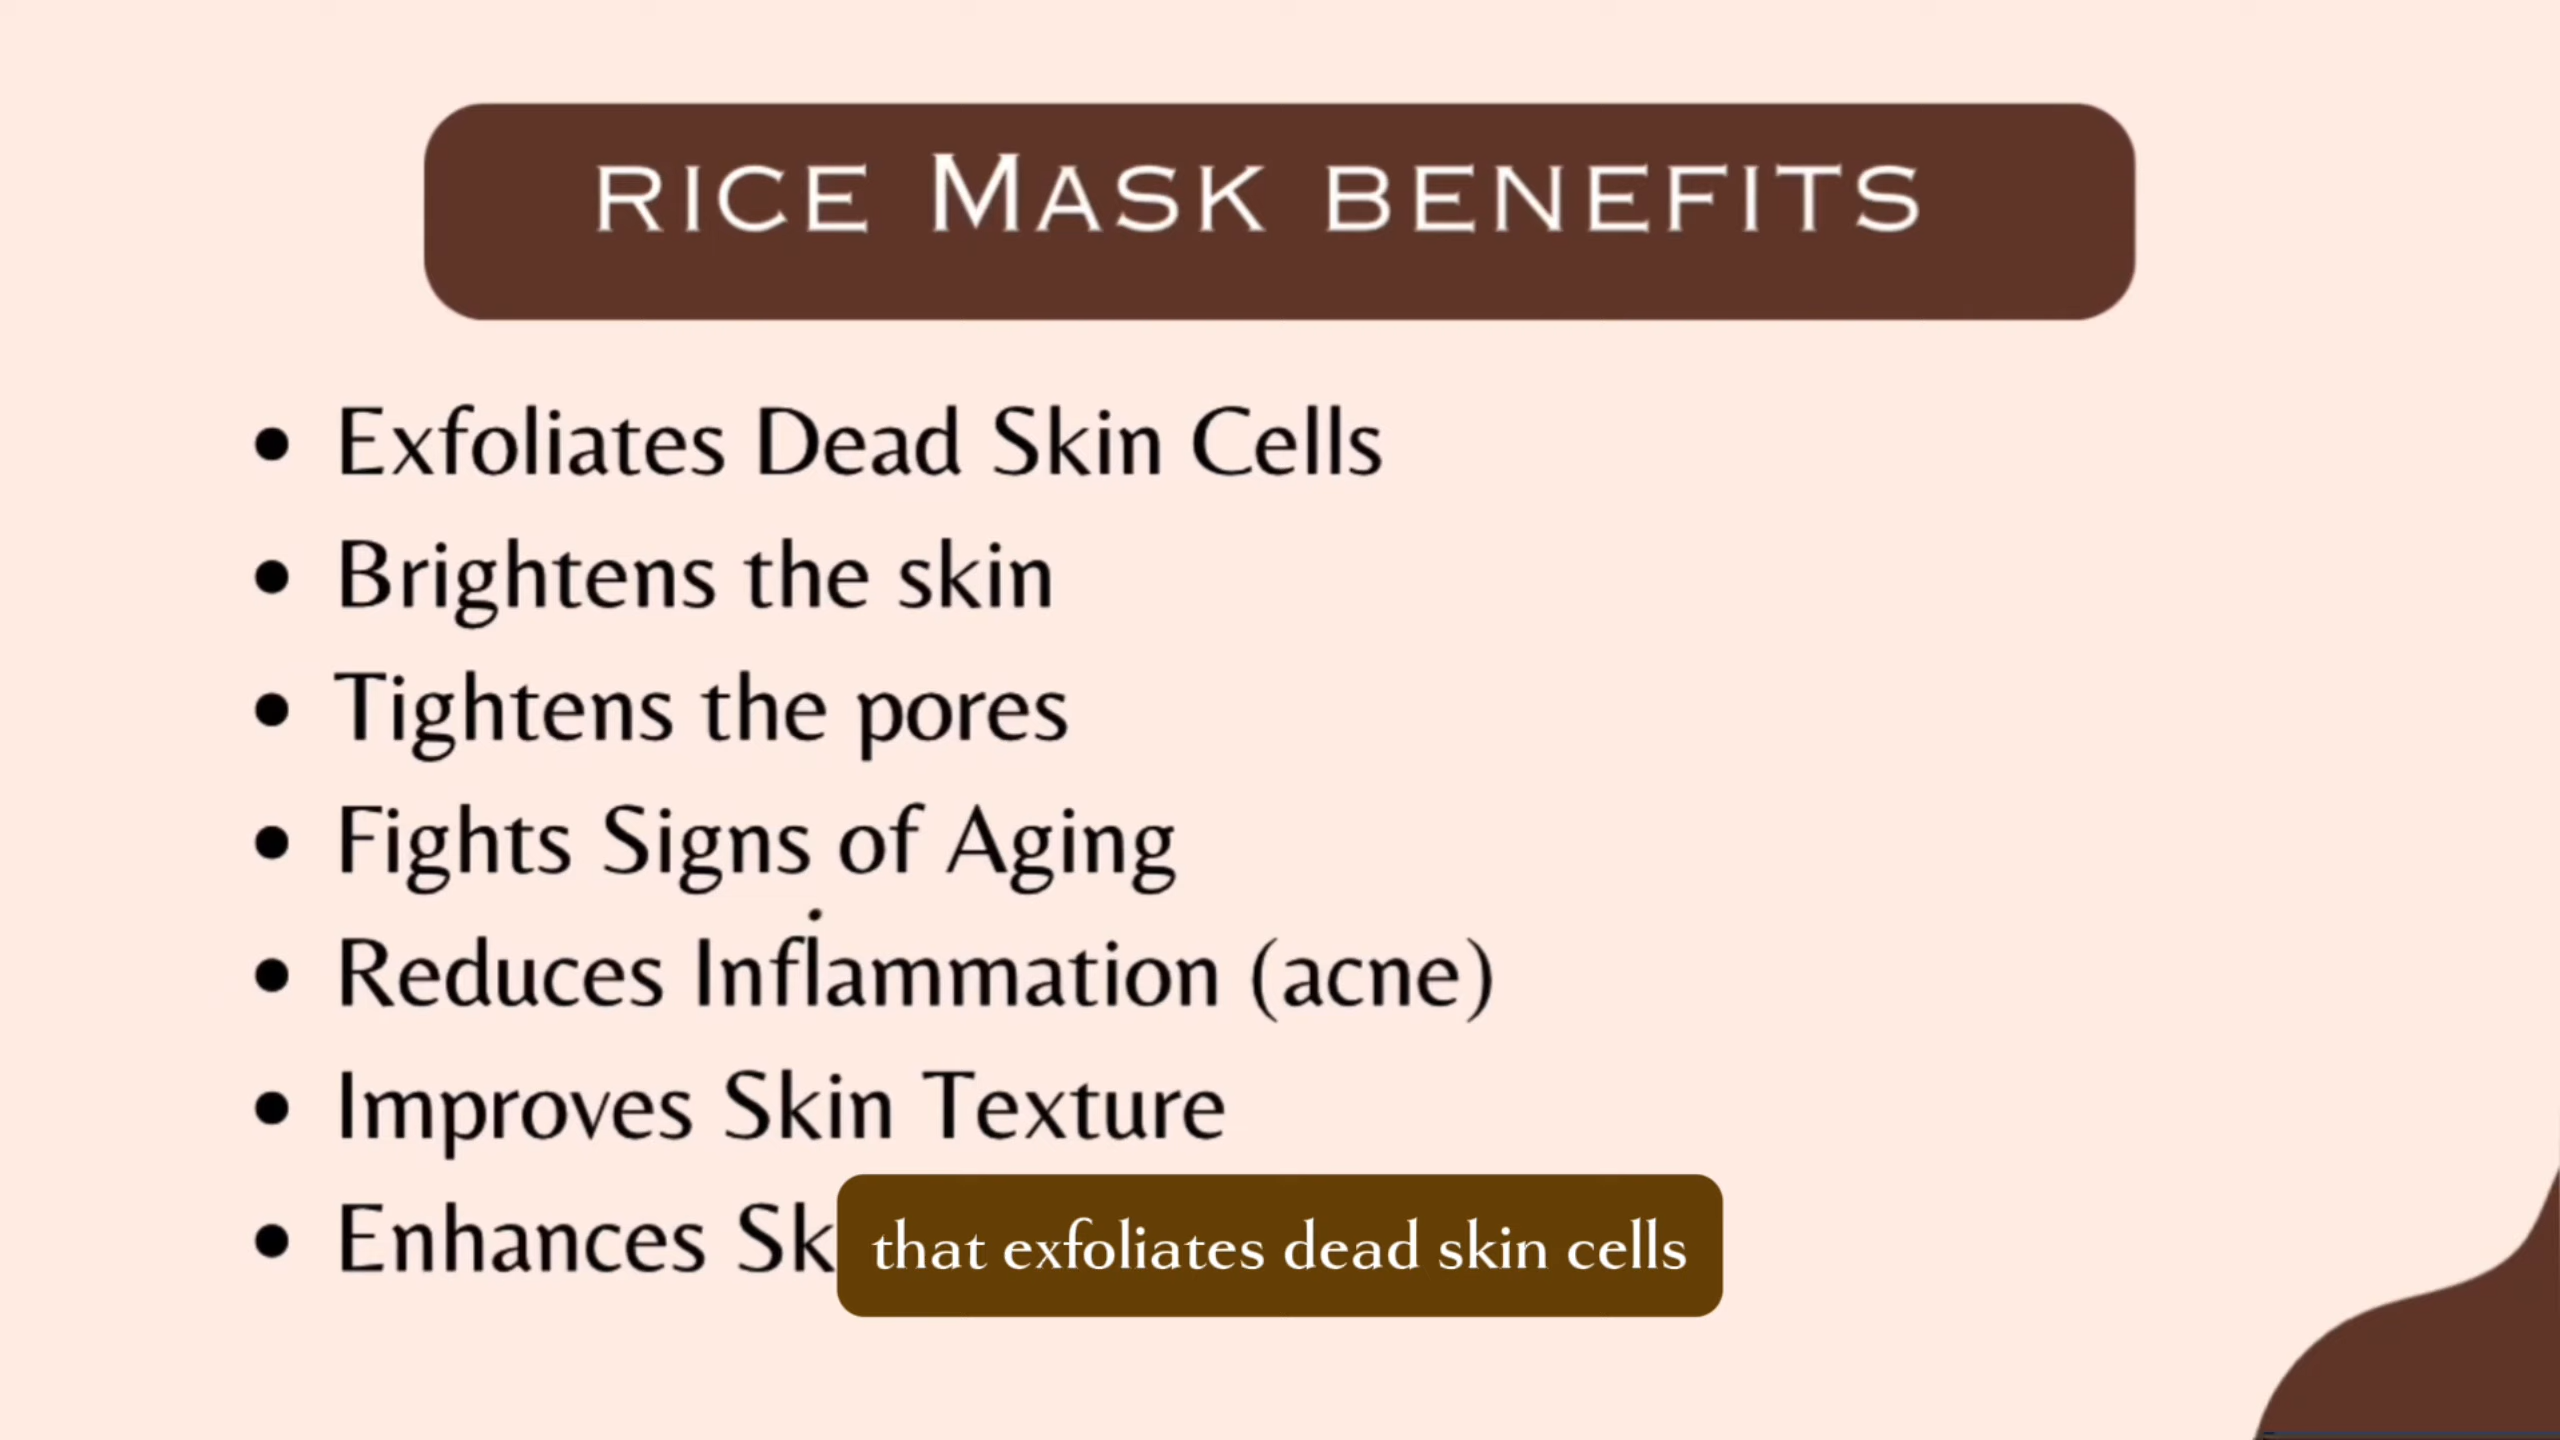 RICE MASK BENEFITS
• Exfoliates Dead Skin Cells
• Brightens the skin
• Tightens the pores
• Fights Signs of Aging
• Reduces Inflammation (acne)
• Improves Skin Texture
• Enhances
that exfoliates dead skin cells